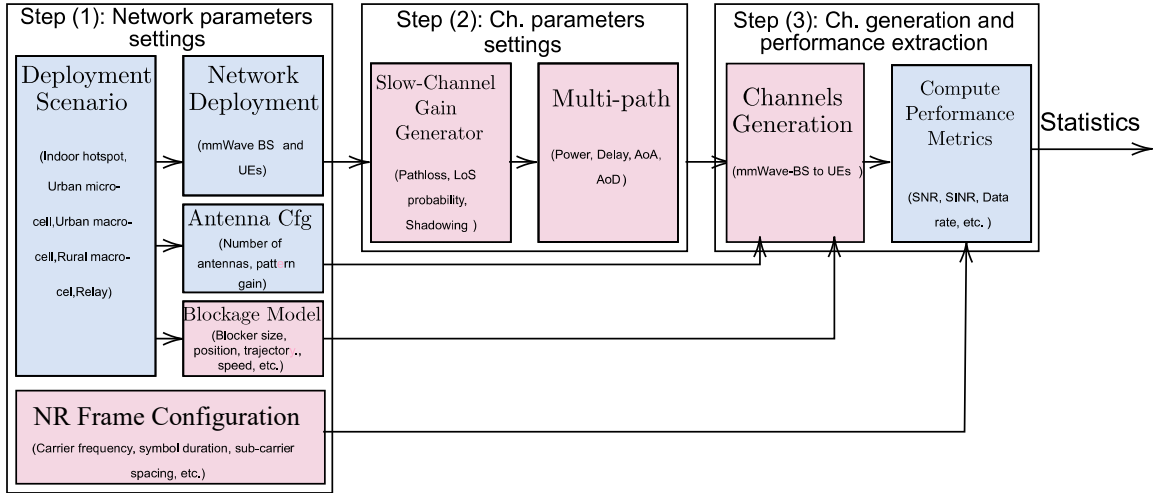 Step (1): Network parameters
settings
Deployment
Scenario
(Indoor hotspot,
Urban micro-
cell,Urban macro-
cell,Rural macro-
cel,Relay)
Network
Deployment
(mmWave BS and
UEs)
Antenna Cfg
(Number of
antennas, pattern
gain)
Blockage Model
(Blocker size,
position, trajectory.,
speed, etc.)
NR Frame Configuration
(Carrier frequency, symbol duration, sub-carrier
spacing, etc.)
Step (2): Ch. parameters
settings
Slow-Channel
Gain
Generator
(Pathloss, LoS
probability,
Shadowing )
Multi-path
(Power, Delay, AoA,
AoD)
Step (3): Ch. generation and
performance extraction
Channels
Generation
(mmWave-BS to UEs )
Compute
Performance
Metrics
(SNR, SINR, Data
rate, etc.)
Statistics